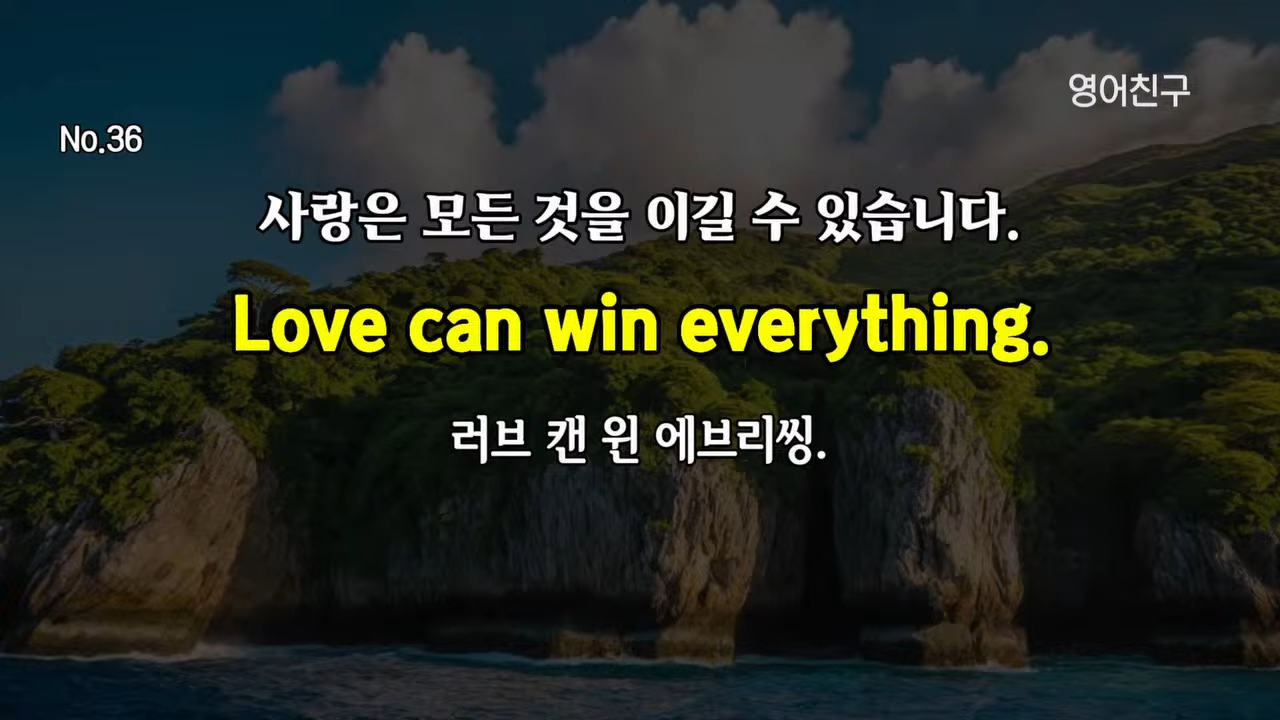 영어친구
No.36
사랑은 모든 것을 이길 수 있습니다.
Love can win everything.
러브 캔 윈 에브리씽.